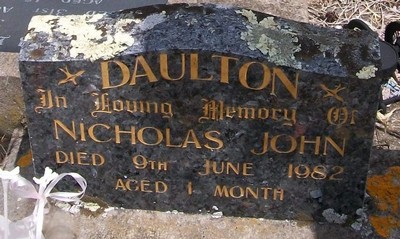 DAULTON
In Loving Memory Of
NICHOLAS JOHN
DIED 9TH JUNE 1982
AGED 1 MONTH